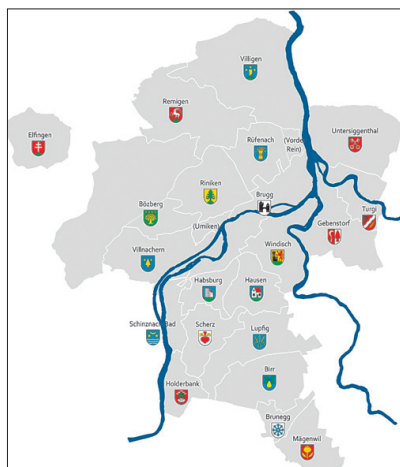 Villigen
Remigen
Elfingen
Rüfenach
(Vorder
Rein)
Untersiggenthal
Riniken
Brugg
Bözberg
Turgi
Gebenstorf
(Umiken)
Villnachern
Windisch
Habsburg
Hausen
Schinznach Bad
Scherz
Lupfig
Birr
Holderbank
Brunegg
Mägenwil